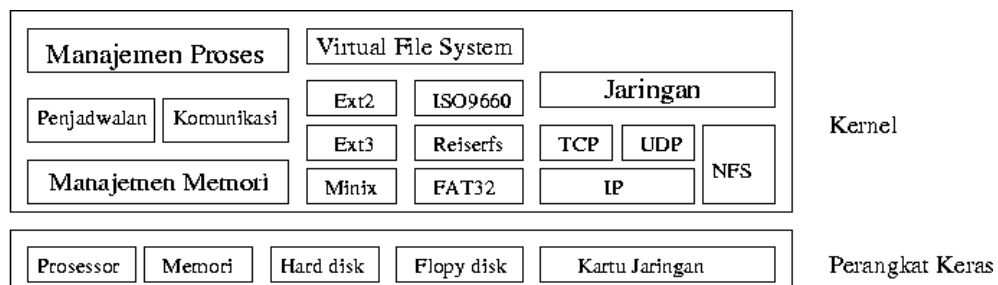 Manajemen Proses
Virtual File System
Jaringan
Penjadwalan
Komunikasi
Ext2
ISO9660
Ext3
Reiserfs
TCP
UDP
NFS
Kernel
Manajemen Memori
Minix
FAT32
IP
Prosessor
Memori
Hard disk
Flopy disk
Kartu Jaringan
Perangkat Keras